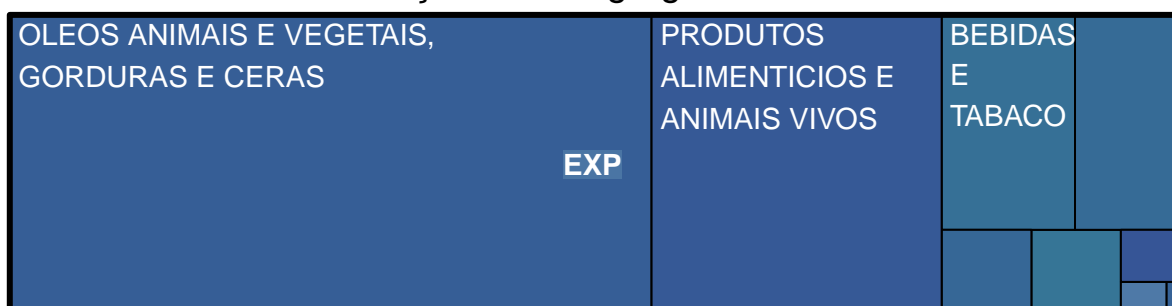 OLEOS ANIMAIS E VEGETAIS,
GORDURAS E CERAS
PRODUTOS
ALIMENTICIOS E
ANIMAIS VIVOS
BEBIDAS
E
TABACO
EXP